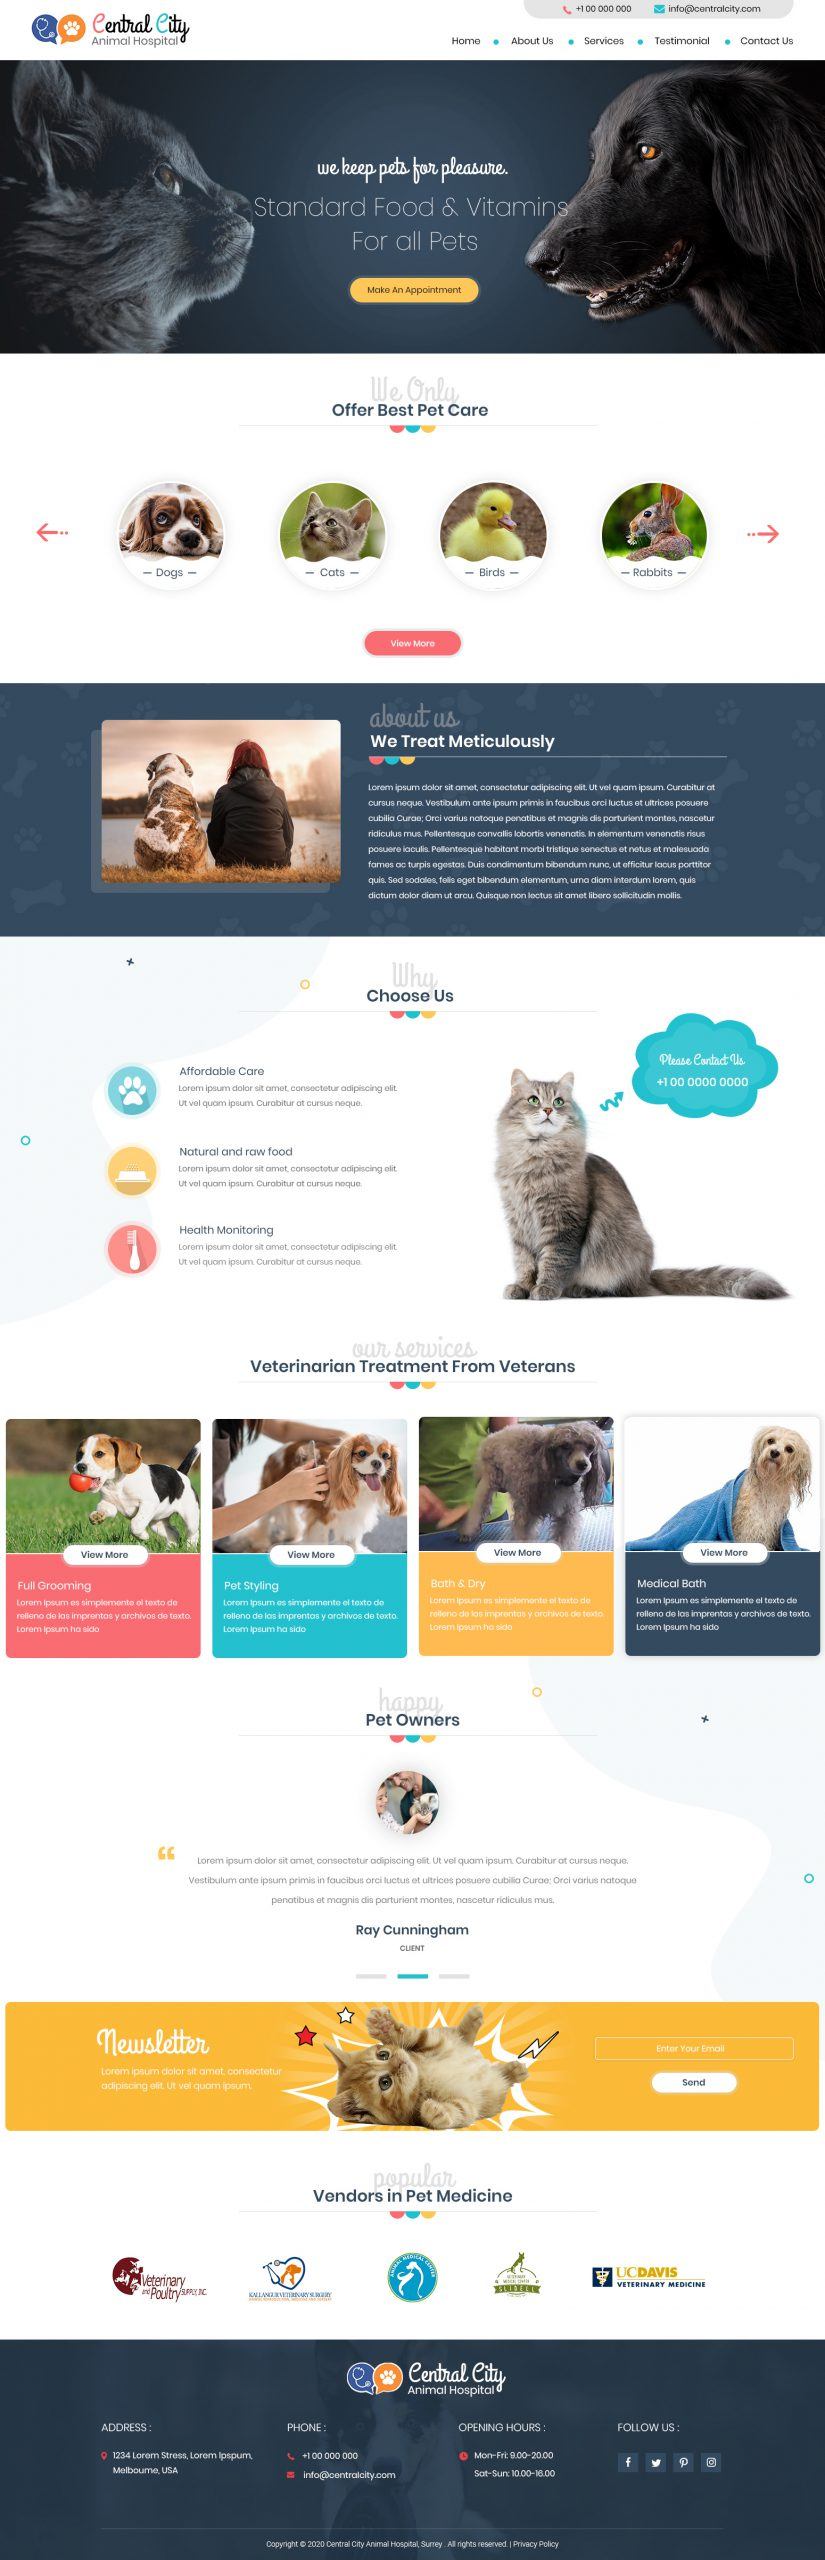 +1 00 000 000 info@centralcity.com
Central City
Animal Hospital
Home About Us Services Testimonial Contact Us
we keep pets for pleasure.
Standard Food & Vitamins
For all Pets
Make An Appointment
We Only
Offer Best Pet Care
Dogs
Cats
Birds
Rabbits
View More
about us
We Treat Meticulously
Lorem ipsum dolor sit amet, consectetur adipiscing elit. Ut vel quam ipsum. Curabitur at
cursus neque. Vestibulum ante ipsum primis in faucibus orci luctus et ultrices posuere
cubilia Curae; Orci varius natoque penatibus et magnis dis parturient montes, nascetur
ridiculus mus. Pellentesque convallis lobortis venenatis. In elementum venenatis risus
posuere iaculis. Pellentesque habitant morbi tristique senectus et netus et malesuada
fames ac turpis egestas. Duis condimentum bibendum nunc, ut efficitur lacus porttitor
quis. Sed sodales, felis eget bibendum elementum, urna diam interdum lorem, quis
dictum dolor diam ut arcu. Quisque non lectus sit amet libero sollicitudin mollis.
Why
Choose Us
Please Contact Us
+1 00 0000 0000
Affordable Care
Lorem ipsum dolor sit amet, consectetur adipiscing elit.
Ut vel quam ipsum. Curabitur at cursus neque.
Natural and raw food
Lorem ipsum dolor sit amet, consectetur adipiscing elit.
Ut vel quam ipsum. Curabitur at cursus neque.
Health Monitoring
Lorem ipsum dolor sit amet, consectetur adipiscing elit.
Ut vel quam ipsum. Curabitur at cursus neque.
our services
Veterinarian Treatment From Veterans
View More
Full Grooming
Lorem Ipsum es simplemente el texto de
relleno de las imprentas y archivos de texto.
Lorem Ipsum ha sido
View More
Pet Styling
Lorem Ipsum es simplemente el texto de
relleno de las imprentas y archivos de texto.
Lorem Ipsum ha sido
View More
Bath & Dry
Lorem Ipsum es simplemente el texto de
relleno de las imprentas y archivos de texto.
Lorem Ipsum ha sido
View More
Medical Bath
Lorem Ipsum es simplemente el texto de
relleno de las imprentas y archivos de texto.
Lorem Ipsum ha sido
happy
Pet Owners
“
Lorem ipsum dolor sit amet, consectetur adipiscing elit. Ut vel quam ipsum. Curabitur at cursus neque.
Vestibulum ante ipsum primis in faucibus orci luctus et ultrices posuere cubilia Curae; Orci varius natoque
penatibus et magnis dis parturient montes, nascetur ridiculus mus.
Ray Cunningham
CLIENT
Newsletter
Lorem ipsum dolor sit amet, consectetur
adipiscing elit. Ut vel quam ipsum.
Enter Your Email
Send
popular
Vendors in Pet Medicine
Veterinary
and Poultry
SUPPLY, INC.
KALLANGUR VETERINARY SURGERY
ANIMAL MEDICAL CENTER
VETERINARY
MEDICAL CENTER
SLIDELL
UCDAVIS
VETERINARY MEDICINE
Central City
Animal Hospital
ADDRESS :
1234 Lorem Stress, Lorem Ipspum,
Melboume, USA
PHONE :
+1 00 000 000
info@centralcity.com
OPENING HOURS :
Mon-Fri: 9.00-20.00
Sat-Sun: 10.00-16.00
FOLLOW US :
Copyright © 2020 Central City Animal Hospital, Surrey . All rights reserved. | Privacy Policy